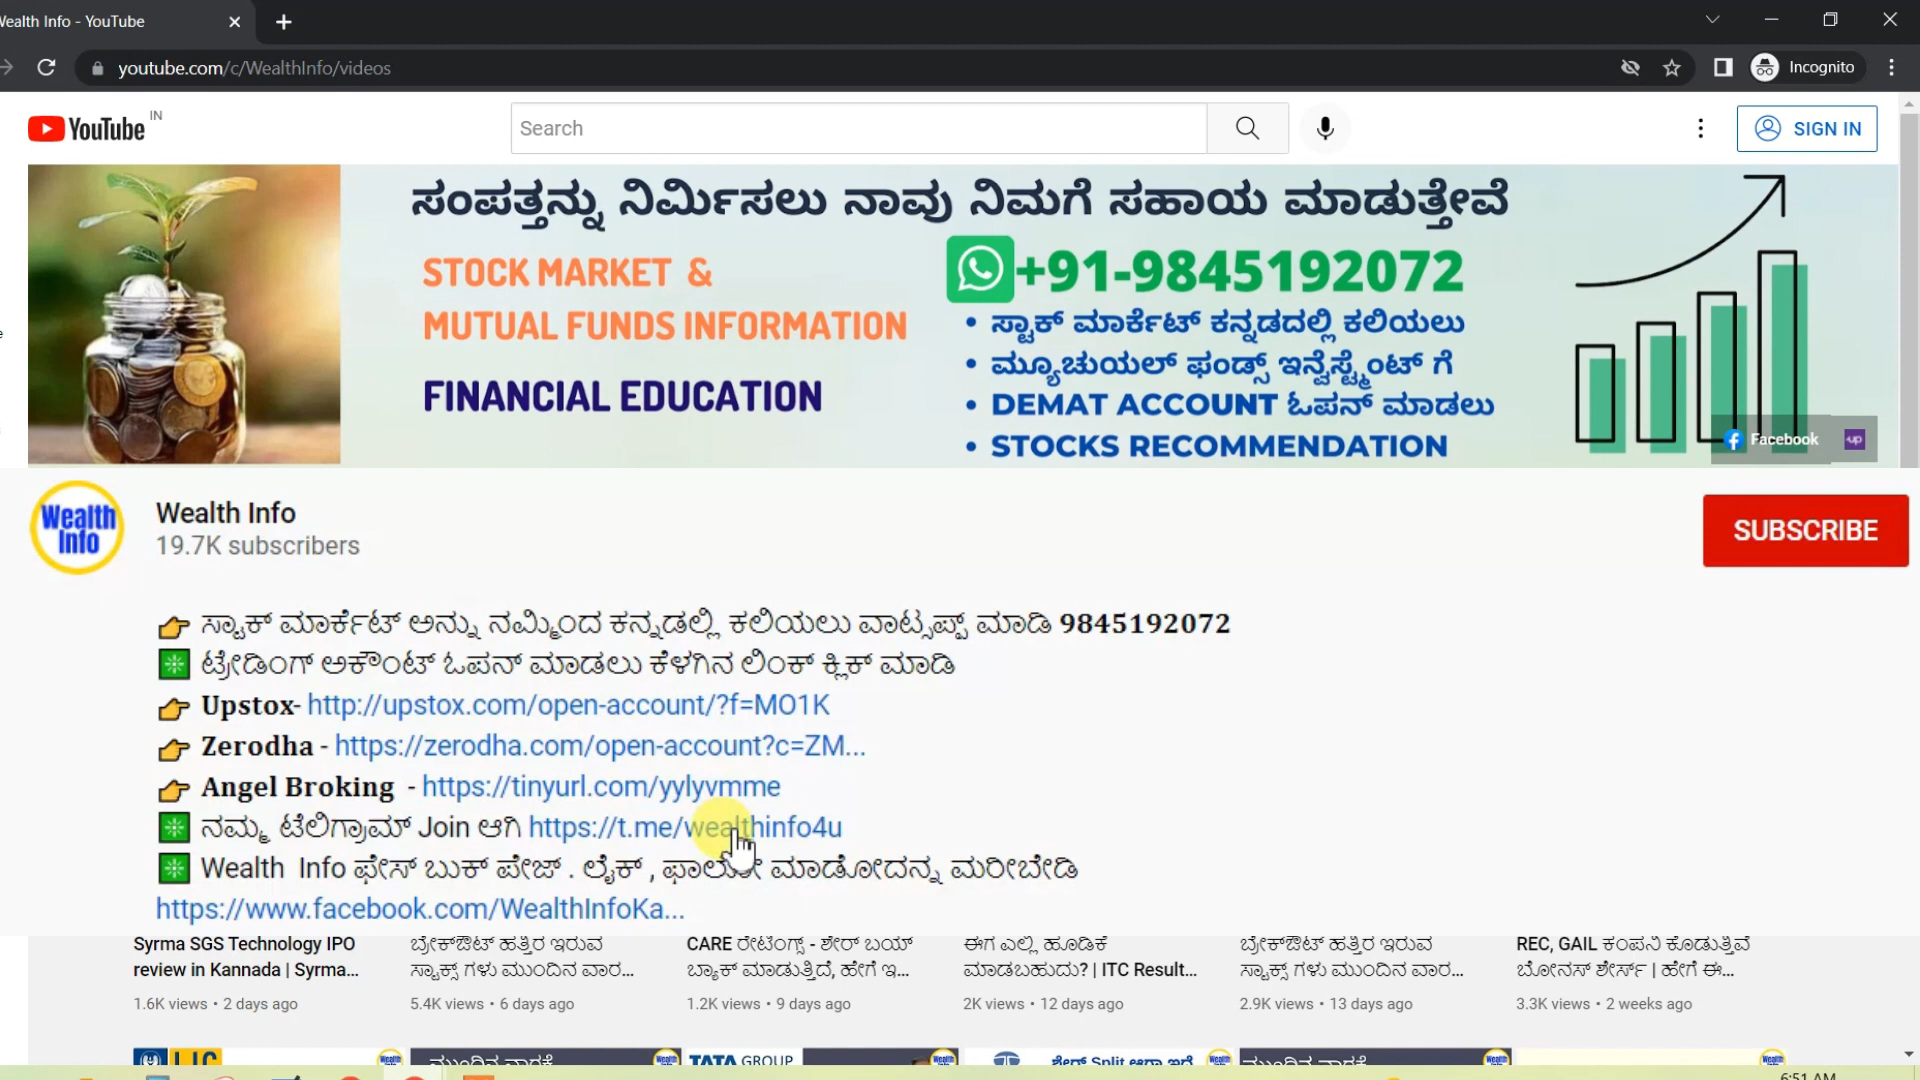 Wealth Info - YouTube
youtube.com/c/WealthInfo/videos
Incognito
YouTube IN
Search
SIGN IN
ಸಂಪತ್ತನ್ನು ನಿರ್ಮಿಸಲು ನಾವು ನಿಮಗೆ ಸಹಾಯ ಮಾಡುತ್ತೇವೆ
STOCK MARKET &
MUTUAL FUNDS INFORMATION
FINANCIAL EDUCATION
+91-9845192072
• ಸ್ಟಾಕ್ ಮಾರ್ಕೆಟ್ ಕನ್ನಡದಲ್ಲಿ ಕಲಿಯಲು
• ಮ್ಯೂಚುಯಲ್ ಫಂಡ್ಸ್ ಇನ್ವೆಸ್ಟ್ಮೆಂಟ್ ಗೆ
• DEMAT ACCOUNT ಓಪನ್ ಮಾಡಲು
• STOCKS RECOMMENDATION
Facebook up
Wealth Info
Wealth Info
19.7K subscribers
SUBSCRIBE
ಸ್ಟಾಕ್ ಮಾರ್ಕೆಟ್ ಅನ್ನು ನಮ್ಮಿಂದ ಕನ್ನಡಲ್ಲಿ ಕಲಿಯಲು ವಾಟ್ಸಪ್ಪ್ ಮಾಡಿ 9845192072
ಟ್ರೇಡಿಂಗ್ ಅಕೌಂಟ್ ಓಪನ್ ಮಾಡಲು ಕೆಳಗಿನ ಲಿಂಕ್ ಕ್ಲಿಕ್ ಮಾಡಿ
Upstox- http://upstox.com/open-account/?f=MO1K
Zerodha - https://zerodha.com/open-account?c=ZM...
Angel Broking - https://tinyurl.com/yylyvmme
ನಮ್ಮ ಟೆಲಿಗ್ರಾಮ್ Join ಆಗಿ https://t.me/wealthinfo4u
Wealth Info ಫೇಸ್ ಬುಕ್ ಪೇಜ್ . ಲೈಕ್ , ಫಾಲೋ ಮಾಡೋದನ್ನ ಮರೀಬೇಡಿ
https://www.facebook.com/WealthInfoKa...
Syrma SGS Technology IPO
review in Kannada | Syrma...
1.6K views • 2 days ago
ಬ್ರೇಕ್‌ಔಟ್ ಹತ್ತಿರ ಇರುವ
ಸ್ಟಾಕ್ಸ್ ಗಳು ಮುಂದಿನ ವಾರ...
5.4K views • 6 days ago
CARE ರೇಟಿಂಗ್ಸ್ - ಶೇರ್ ಬಯ್
ಬ್ಯಾಕ್ ಮಾಡುತ್ತಿದೆ, ಹೇಗೆ ಇ...
1.2K views • 9 days ago
ಈಗ ಎಲ್ಲಿ ಹೂಡಿಕೆ
ಮಾಡಬಹುದು? | ITC Result...
2K views • 12 days ago
ಬ್ರೇಕ್‌ಔಟ್ ಹತ್ತಿರ ಇರುವ
ಸ್ಟಾಕ್ಸ್ ಗಳು ಮುಂದಿನ ವಾರ...
2.9K views • 13 days ago
REC, GAIL ಕಂಪನಿ ಕೊಡುತ್ತಿವೆ
ಬೋನಸ್ ಶೇರ್ಸ್ | ಹೇಗೆ ಈ...
3.3K views • 2 weeks ago
LIC
TATA GROUP
ಶೇರ್ Split ಆಗ್ತಾ ಇದೆ
6:51 AM